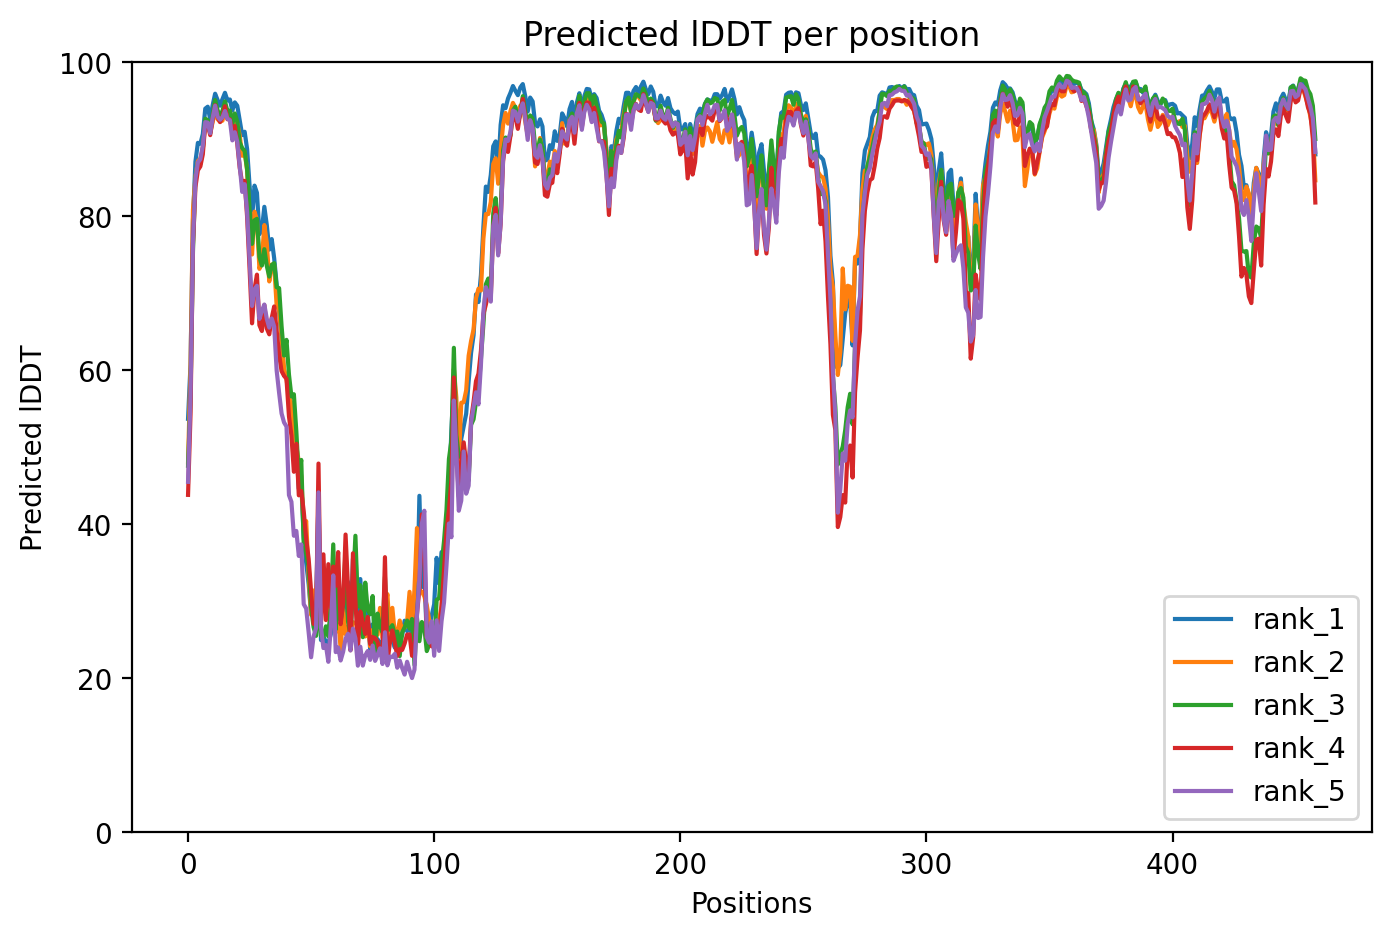 Predicted lDDT per position
100
80
60
40
20
0
Predicted lDDT
0 100 200 300 400
Positions
rank_1
rank_2
rank_3
rank_4
rank_5